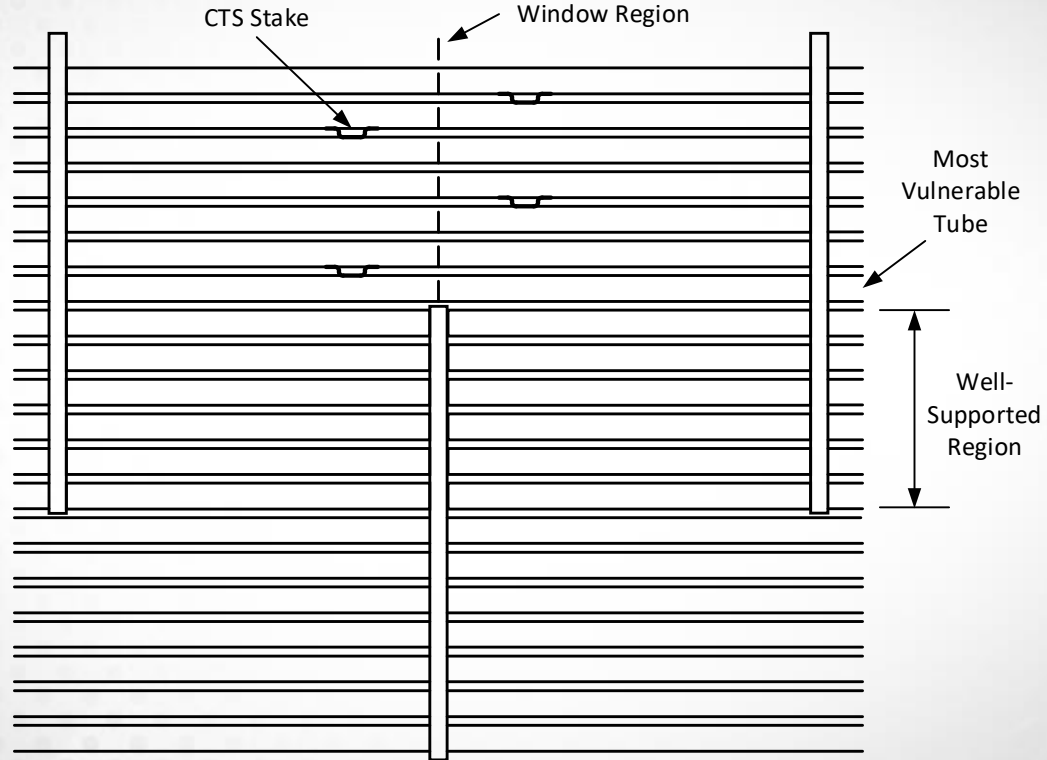 CTS Stake
Window Region
Most
Vulnerable
Tube
Well-
Supported
Region